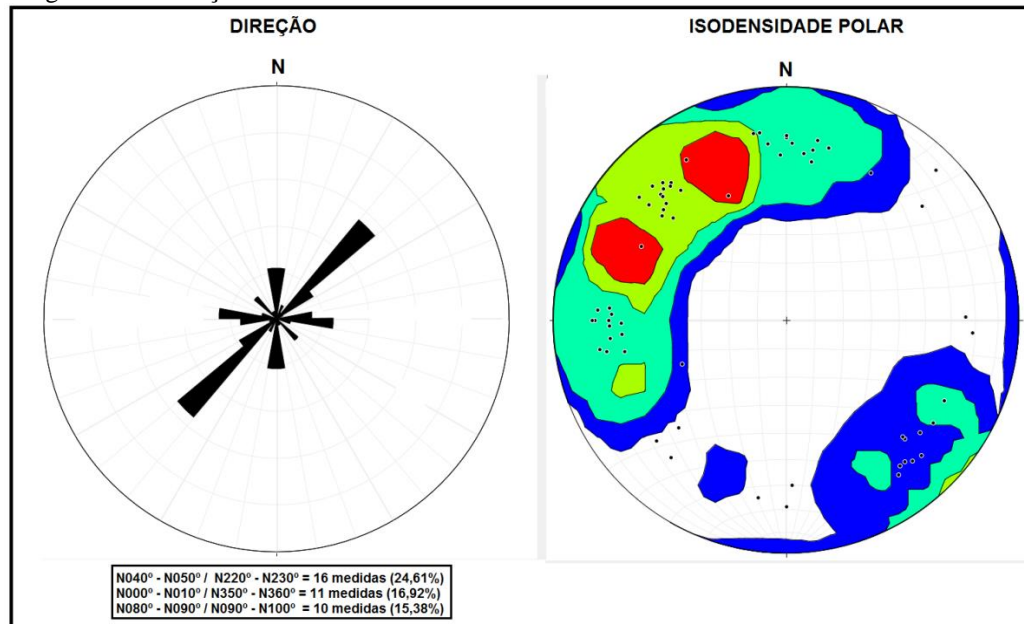 DIREÇÃO
ISODENSIDADE POLAR
N
N
N040º - N050º / N220º - N230º = 16 medidas (24,61%)
N000º - N010º / N350º - N360º = 11 medidas (16,92%)
N080º - N090º / N090º - N100º = 10 medidas (15,38%)